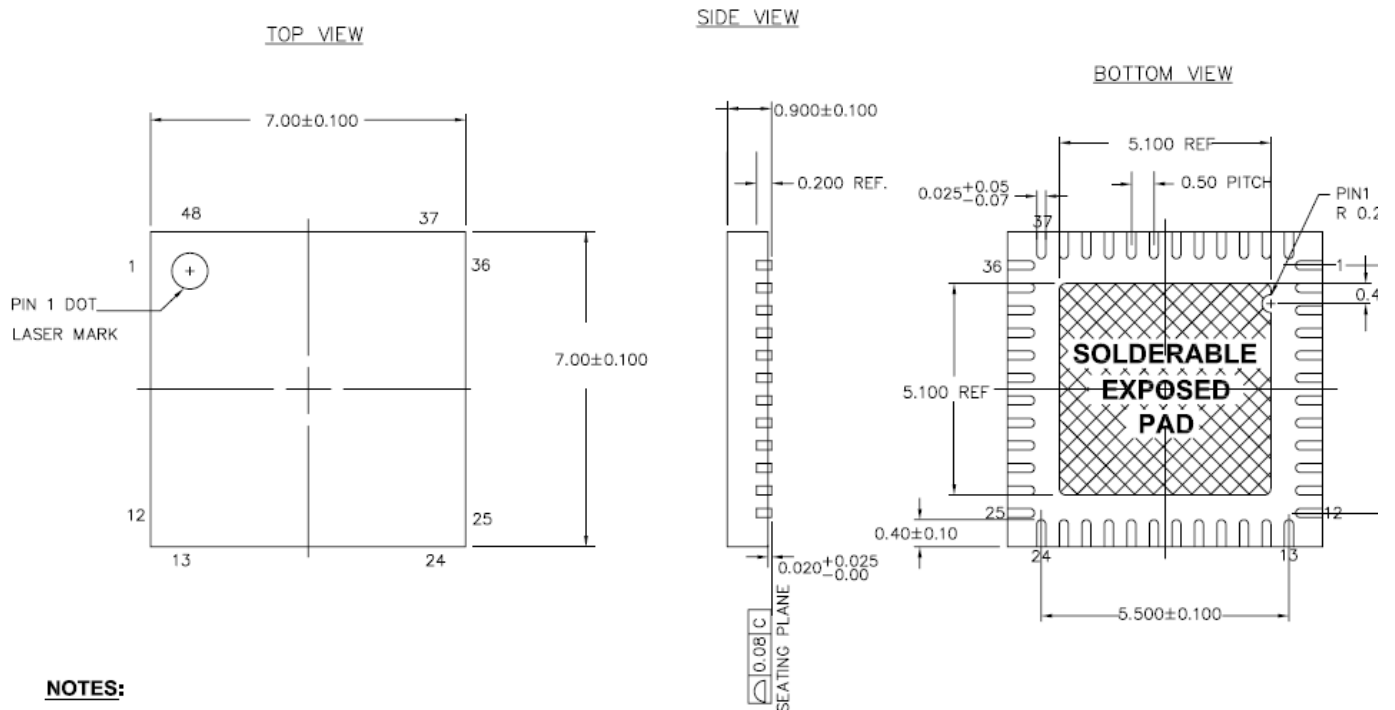 TOP VIEW
7.00±0.100
48
37
1
36
PIN 1 DOT
LASER MARK
7.00±0.100
12
25
13
24
NOTES:
SIDE VIEW
0.900±0.100
0.200 REF.
0.020+0.025
-0.00
0.08 C
SEATING PLANE
BOTTOM VIEW
5.100 REF
0.50 PITCH
0.025+0.05
-0.07
PIN1
R 0.2
37
36
1
0.4
SOLDERABLE
EXPOSED
PAD
5.100 REF
25
12
0.40±0.10
24
13
5.500±0.100